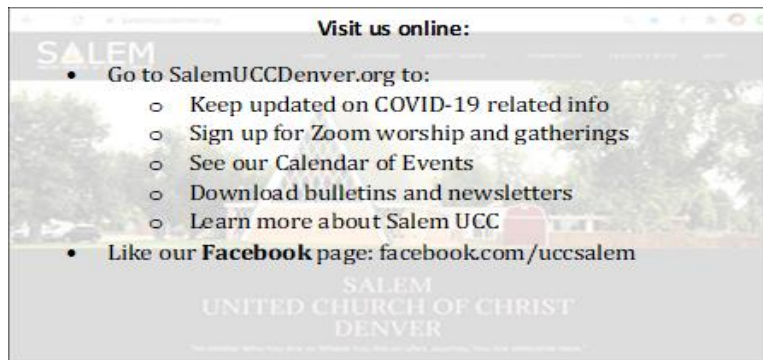 Visit us online:
SALEM
• Go to SalemUCCDenver.org to:
o Keep updated on COVID-19 related info
o Sign up for Zoom worship and gatherings
o See our Calendar of Events
o Download bulletins and newsletters
o Learn more about Salem UCC
• Like our Facebook page: facebook.com/uccsalem
SALEM
UNITED CHURCH OF CHRIST
DENVER